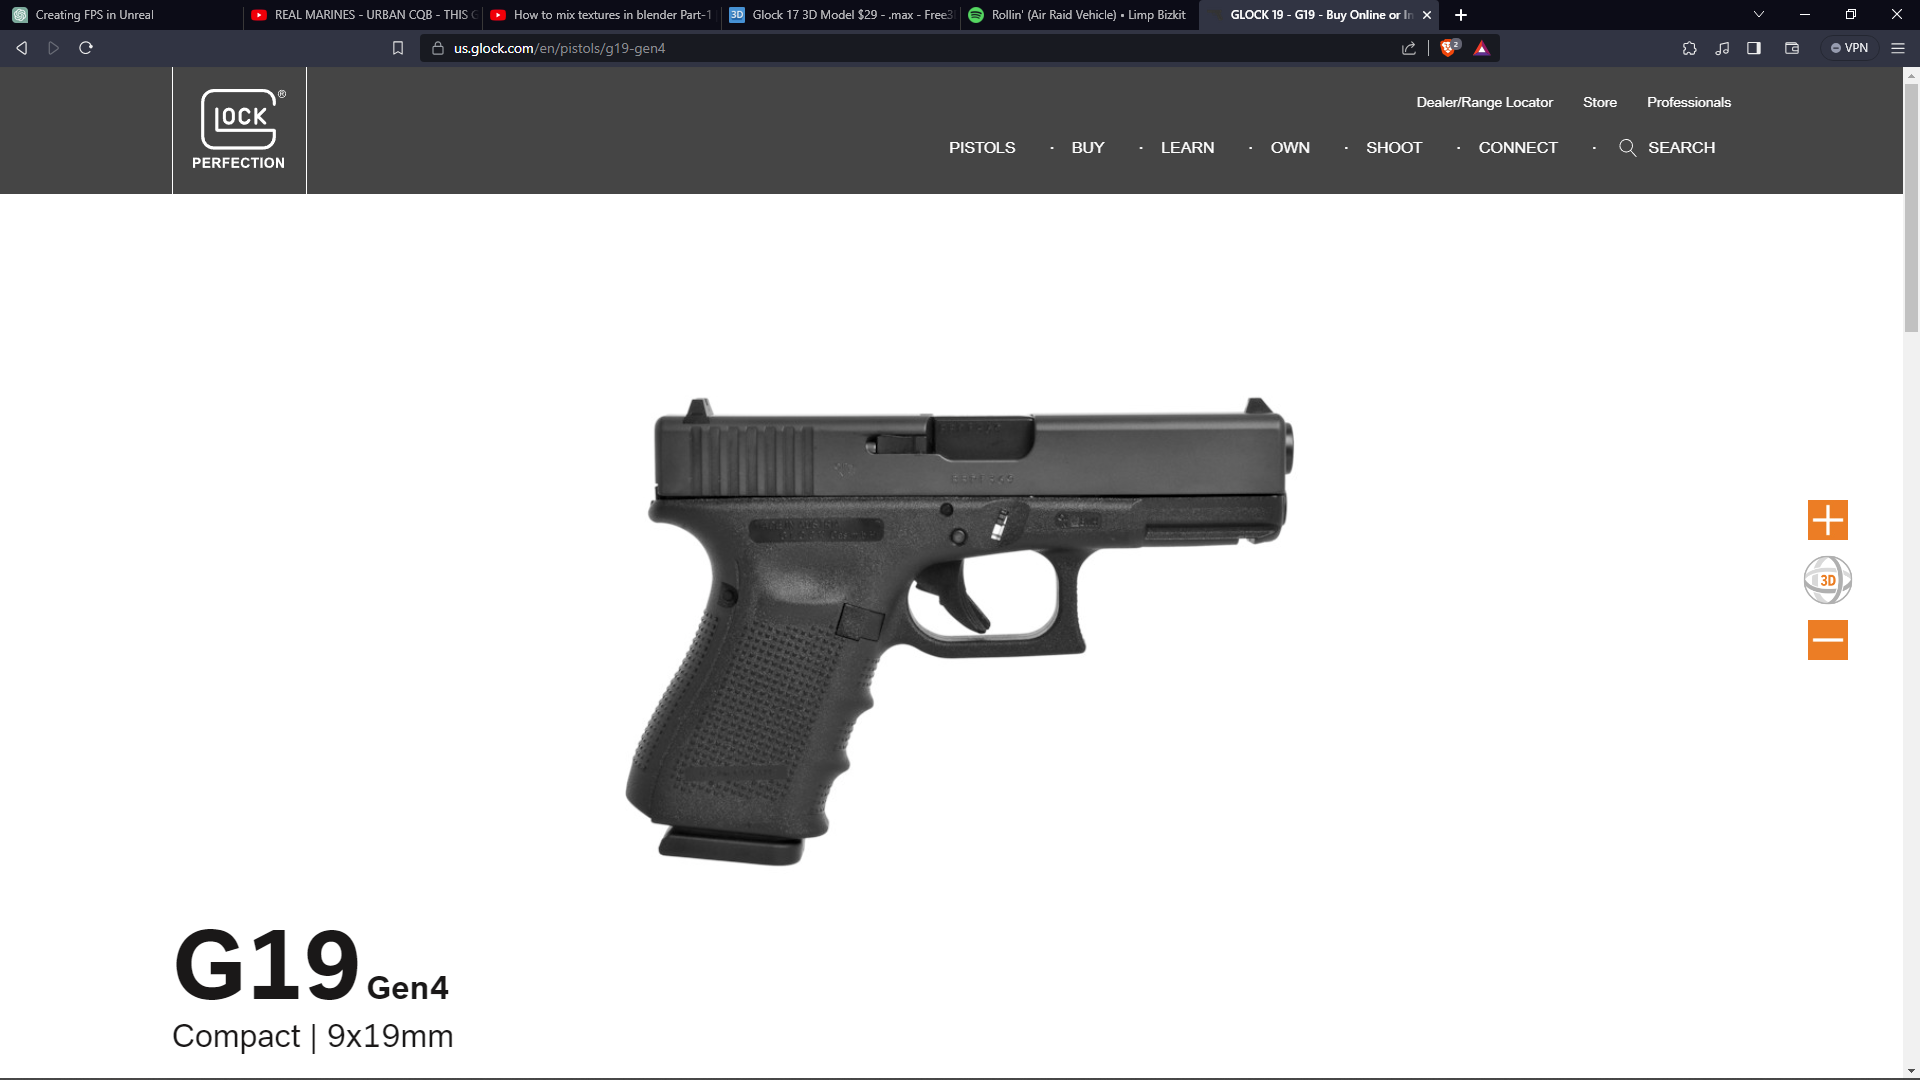 Creating FPS in Unreal
REAL MARINES - URBAN CQB - THIS G
How to mix textures in blender Part-1
3D Glock 17 3D Model $29 - .max - Free3
Rollin' (Air Raid Vehicle) • Limp Bizkit
GLOCK 19 - G19 - Buy Online or In
us.glock.com/en/pistols/g19-gen4
2
VPN
GLOCK ®
PERFECTION
Dealer/Range Locator Store Professionals
PISTOLS · BUY · LEARN · OWN · SHOOT · CONNECT · SEARCH
3D
G19 Gen4
Compact | 9x19mm